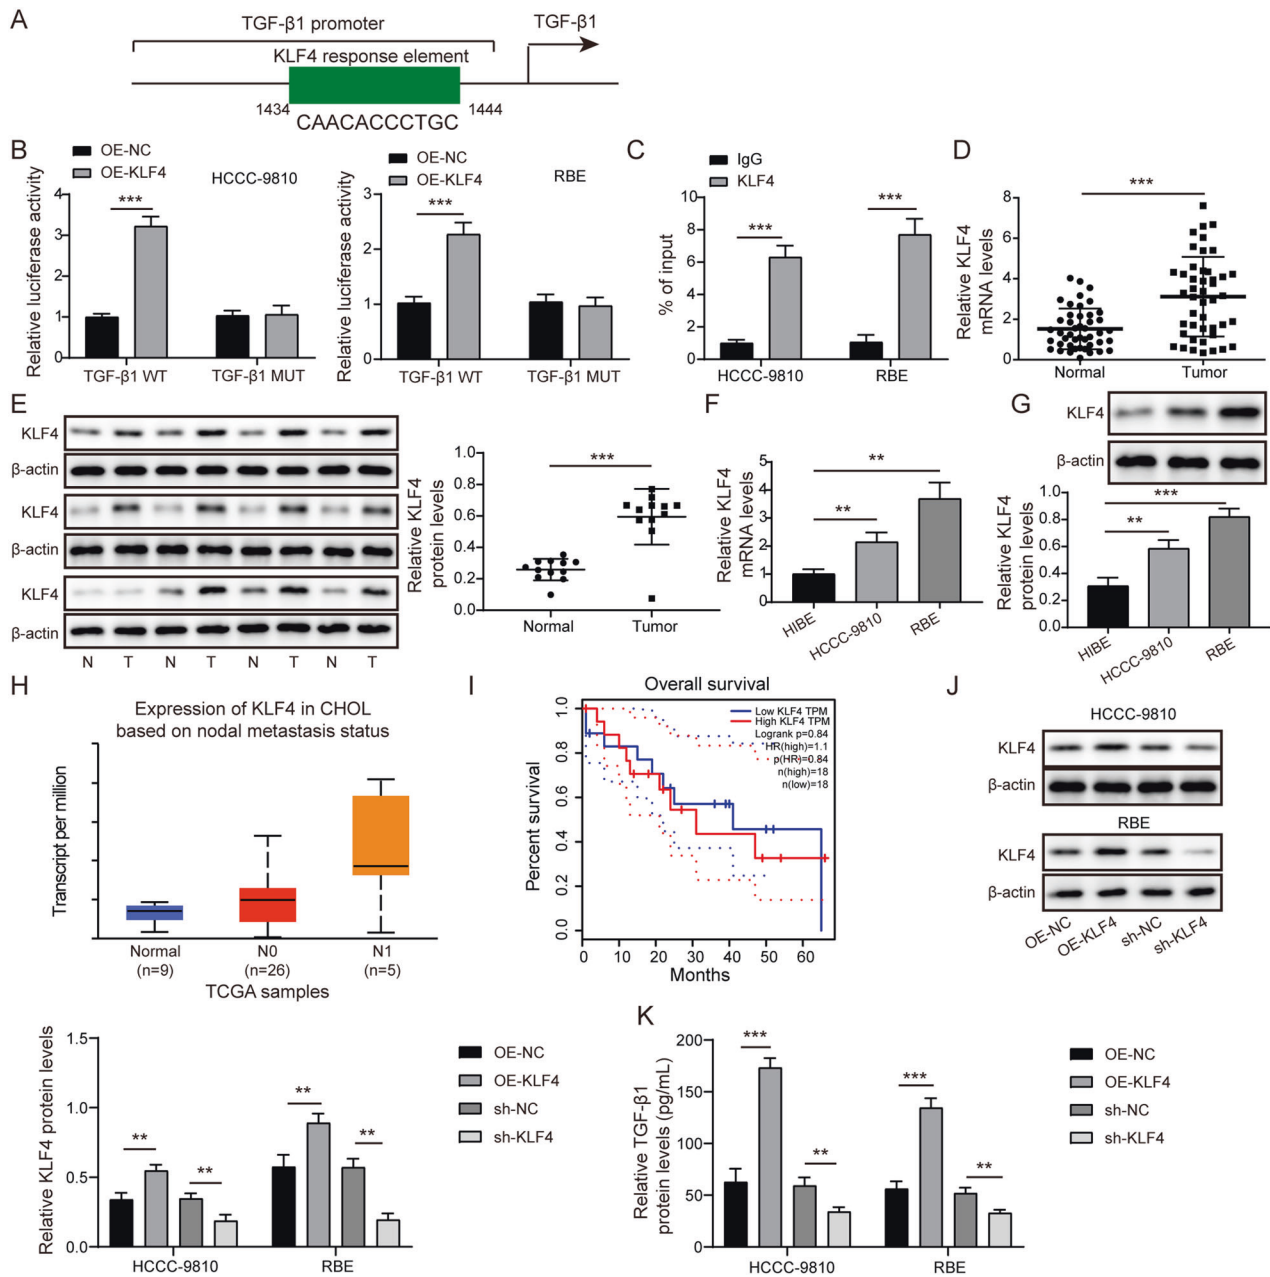 A
TGF-β1 promoter
TGF-β1
KLF4 response element
1434
1444
CAACACCCTGC
B
OE-NC
OE-KLF4
HCCC-9810
Relative luciferase activity
4
3
2
1
0
TGF-β1 WT
TGF-β1 MUT
***
OE-NC
OE-KLF4
RBE
Relative luciferase activity
3
2
1
0
TGF-β1 WT
TGF-β1 MUT
***
C
IgG
KLF4
% of input
10
8
6
4
2
0
HCCC-9810
RBE
***
***
D
Relative KLF4
mRNA levels
8
6
4
2
0
Normal
Tumor
***
E
KLF4
β-actin
KLF4
β-actin
KLF4
β-actin
N T N T N T N T
Relative KLF4
protein levels
1.0
0.8
0.6
0.4
0.2
0.0
Normal
Tumor
***
F
Relative KLF4
mRNA levels
5
4
3
2
1
0
HIBE
HCCC-9810
RBE
**
**
G
KLF4
β-actin
Relative KLF4
protein levels
1.0
0.8
0.6
0.4
0.2
0.0
HIBE
HCCC-9810
RBE
***
**
H
Expression of KLF4 in CHOL
based on nodal metastasis status
Transcript per million
Normal
(n=9)
N0
(n=26)
N1
(n=5)
TCGA samples
I
Overall survival
Low KLF4 TPM
High KLF4 TPM
Logrank p=0.84
HR(high)=1.1
p(HR)=0.84
n(high)=18
n(low)=18
Percent survival
1.0
0.8
0.6
0.4
0.2
0.0
0 10 20 30 40 50 60
Months
J
HCCC-9810
KLF4
β-actin
RBE
KLF4
β-actin
OE-NC
OE-KLF4
sh-NC
sh-KLF4
Relative KLF4 protein levels
1.5
1.0
0.5
0.0
HCCC-9810
RBE
**
**
**
**
OE-NC
OE-KLF4
sh-NC
sh-KLF4
K
Relative TGF-β1
protein levels (pg/mL)
200
150
100
50
0
HCCC-9810
RBE
***
**
***
**
OE-NC
OE-KLF4
sh-NC
sh-KLF4